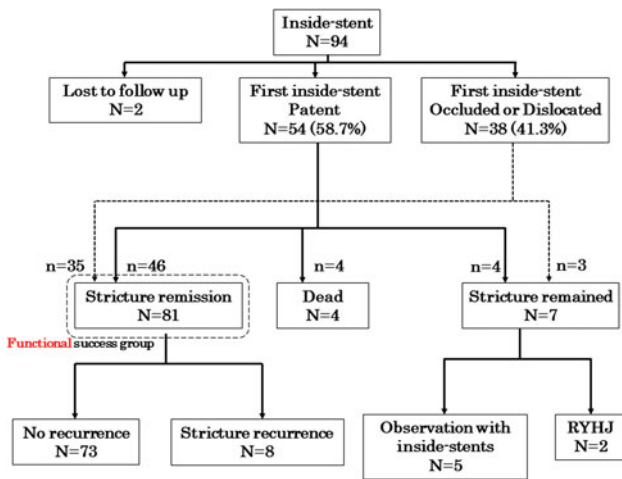 Inside-stent
N=94
Lost to follow up
N=2
First inside-stent
Patent
N=54 (58.7%)
First inside-stent
Occluded or Dislocated
N=38 (41.3%)
n=35
n=46
n=4
n=4
n=3
Stricture remission
N=81
Dead
N=4
Stricture remained
N=7
Functional success group
No recurrence
N=73
Stricture recurrence
N=8
Observation with
inside-stents
N=5
RYHJ
N=2